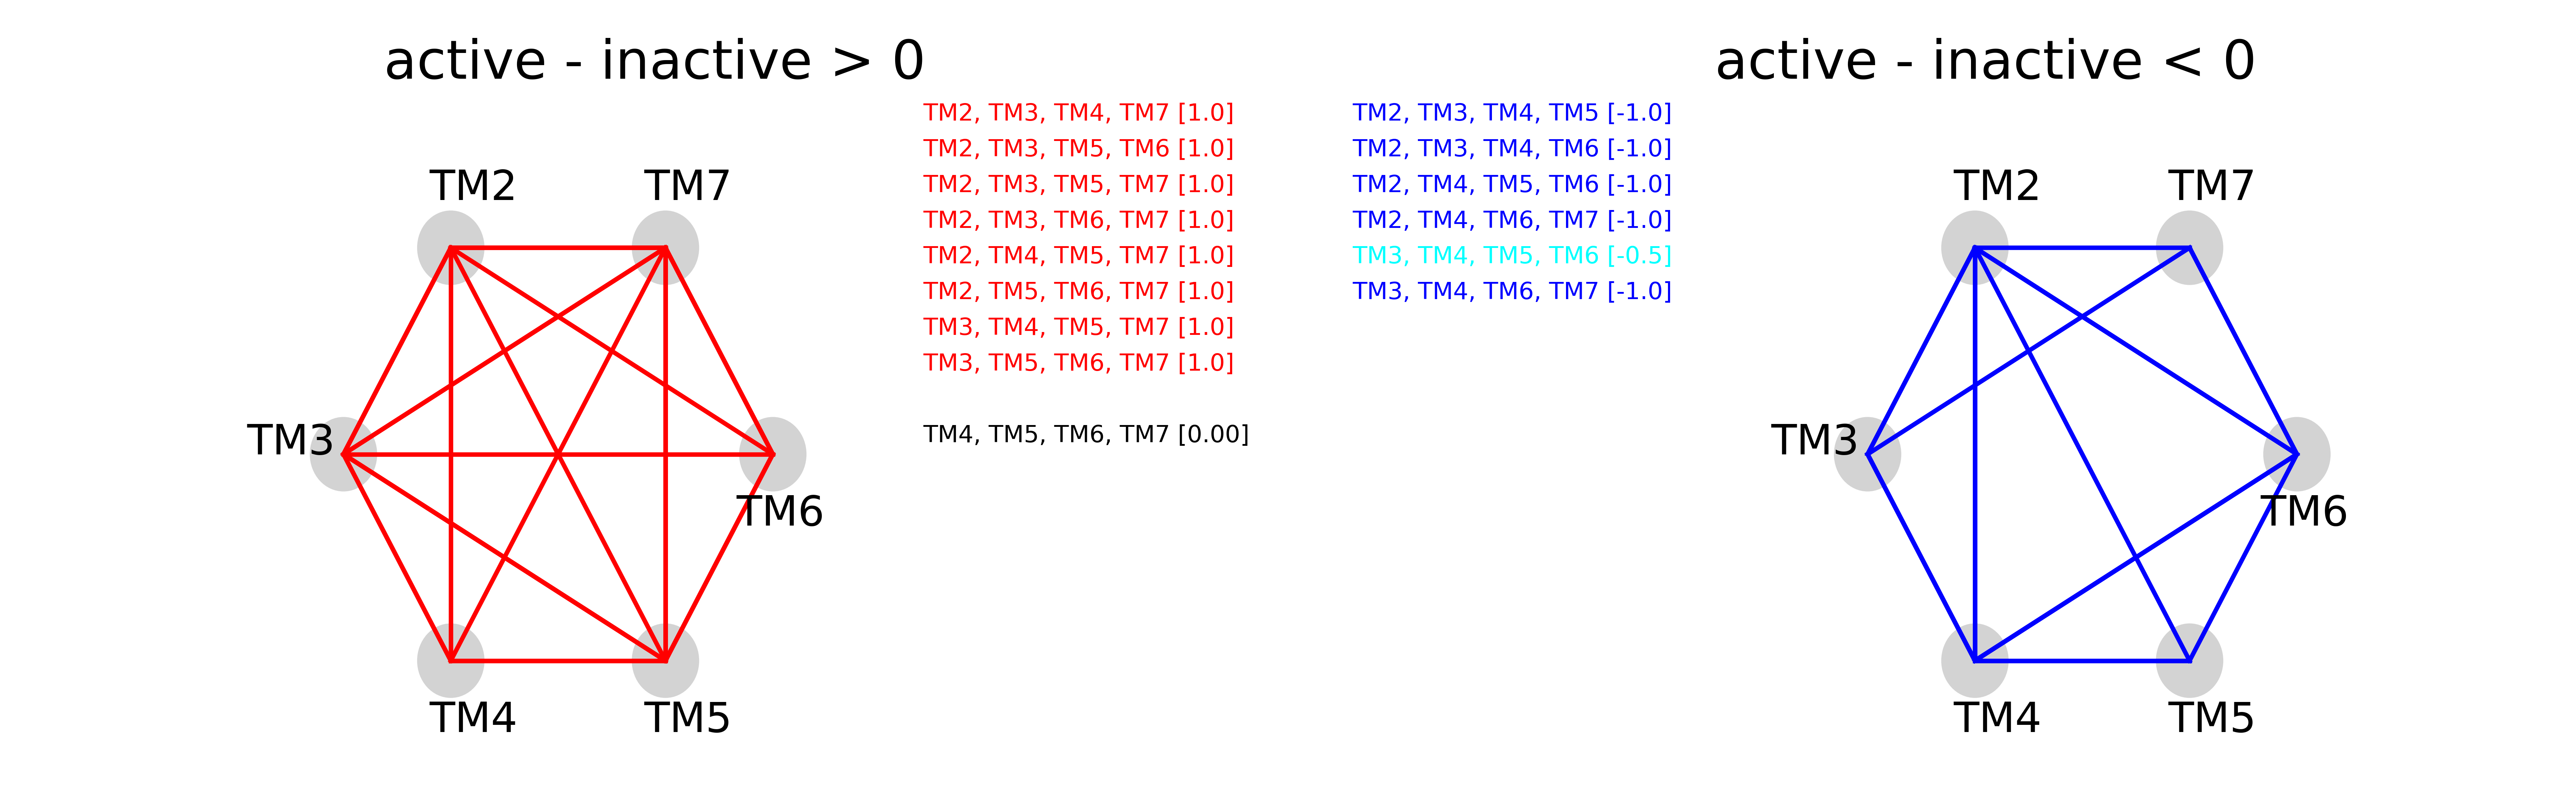 active - inactive > 0
TM2
TM7
TM3
TM6
TM4
TM5
TM2, TM3, TM4, TM7 [1.0]
TM2, TM3, TM5, TM6 [1.0]
TM2, TM3, TM5, TM7 [1.0]
TM2, TM3, TM6, TM7 [1.0]
TM2, TM4, TM5, TM7 [1.0]
TM2, TM5, TM6, TM7 [1.0]
TM3, TM4, TM5, TM7 [1.0]
TM3, TM5, TM6, TM7 [1.0]
TM4, TM5, TM6, TM7 [0.00]
TM2, TM3, TM4, TM5 [-1.0]
TM2, TM3, TM4, TM6 [-1.0]
TM2, TM4, TM5, TM6 [-1.0]
TM2, TM4, TM6, TM7 [-1.0]
TM3, TM4, TM5, TM6 [-0.5]
TM3, TM4, TM6, TM7 [-1.0]
active - inactive < 0
TM2
TM7
TM3
TM6
TM4
TM5